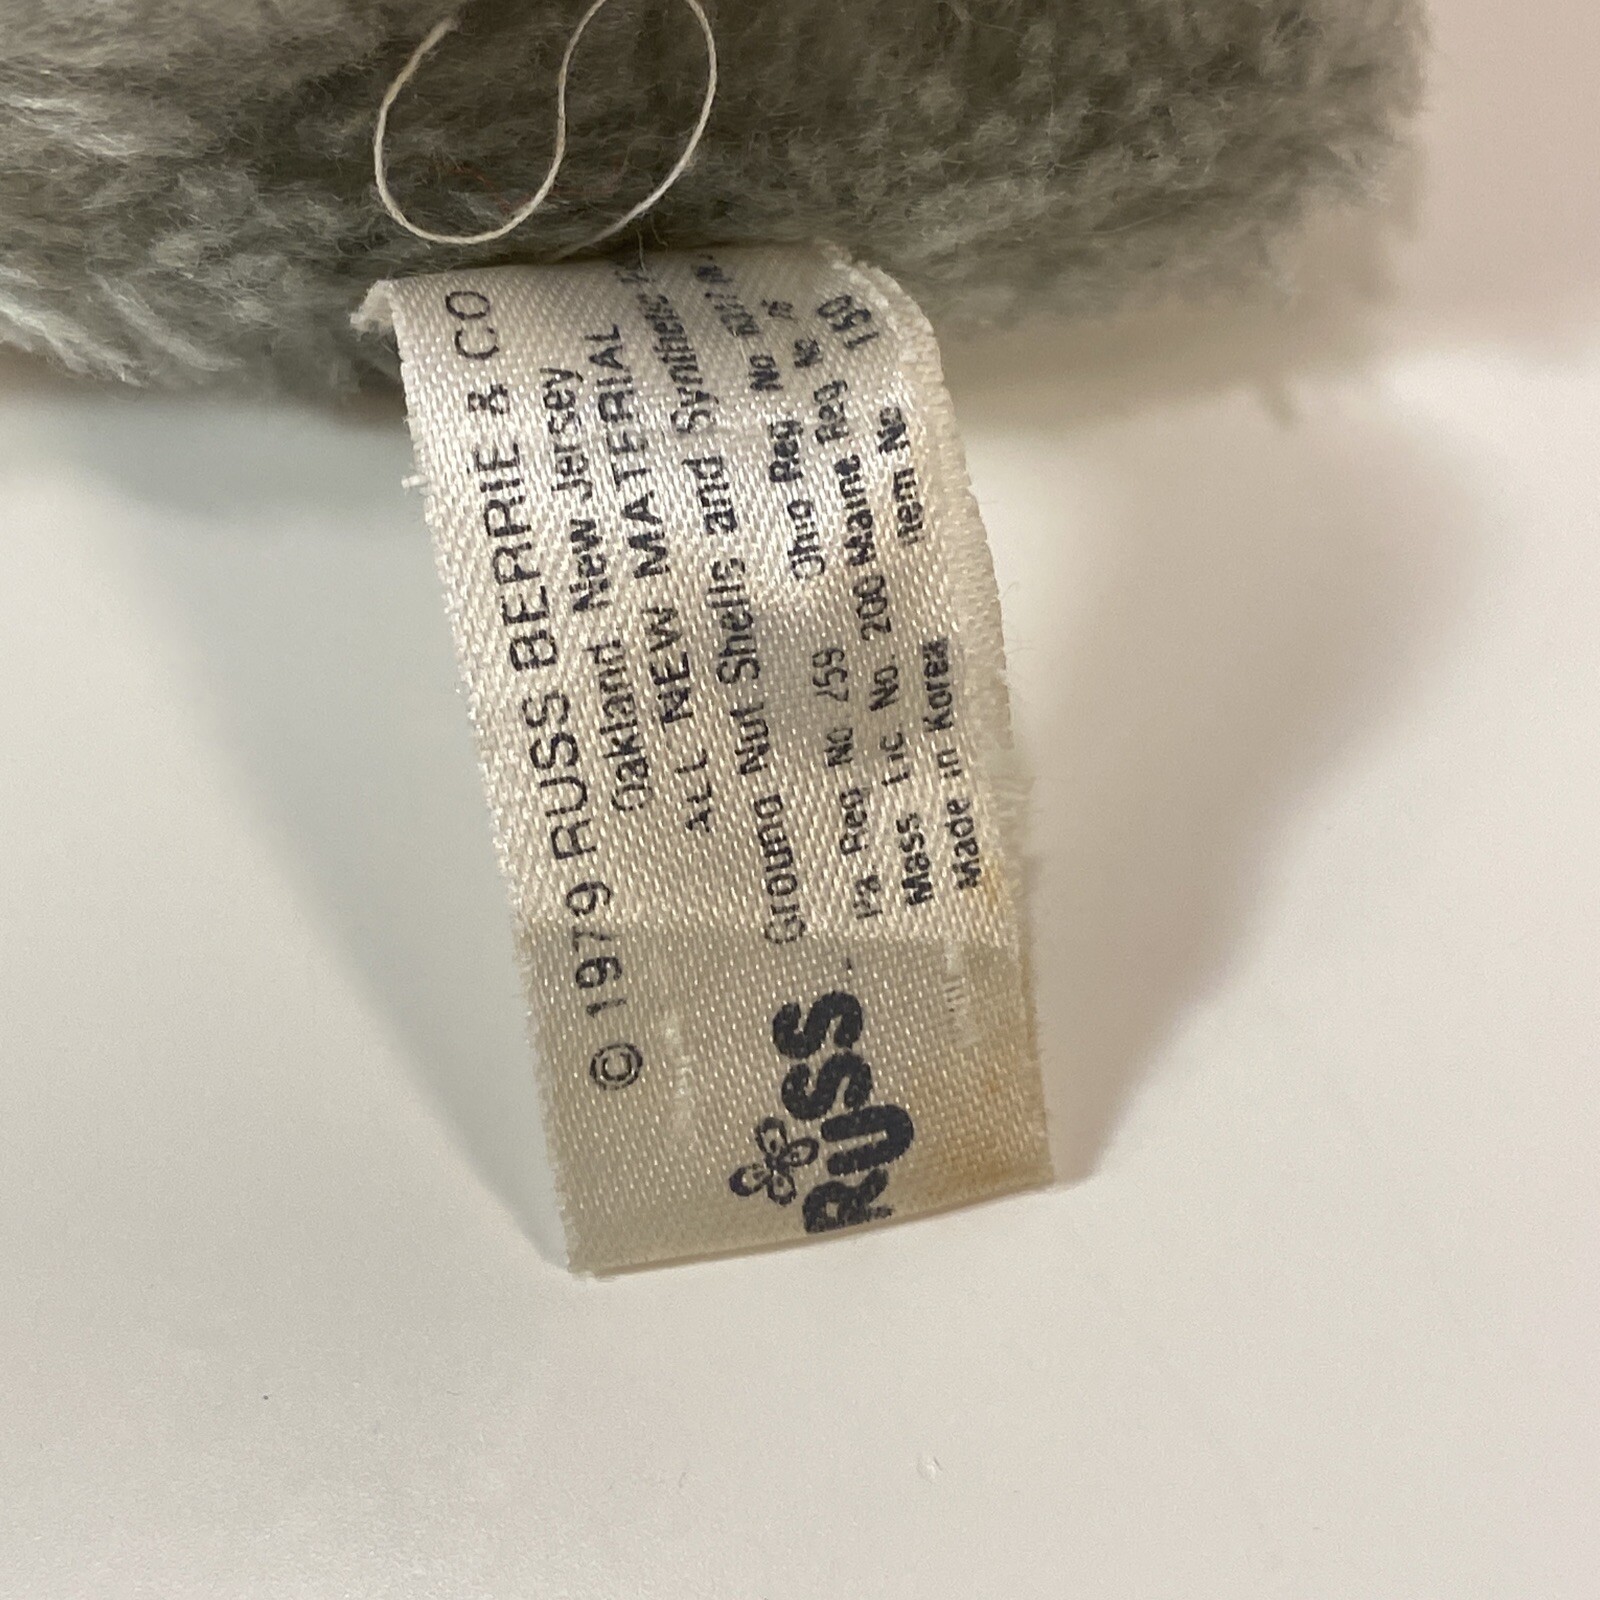 © 1979 RUSS BERRIE & CO
Oakland New Jersey
ALL NEW MATERIAL
Ground Nut Shells and Synthetic
Pa Reg No 259 Ohio Reg No
Mass Lic. No. 200 Maine Reg No
Made in Korea Item No 150
RUSS